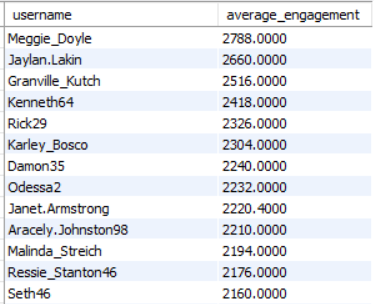 username average_engagement
Meggie_Doyle 2788.0000
Jaylan.Lakin 2660.0000
Granville_Kutch 2516.0000
Kenneth64 2418.0000
Rick29 2326.0000
Karley_Bosco 2304.0000
Damon35 2240.0000
Odessa2 2232.0000
Janet.Armstrong 2220.4000
Aracely.Johnston98 2210.0000
Malinda_Streich 2194.0000
Ressie_Stanton46 2176.0000
Seth46 2160.0000